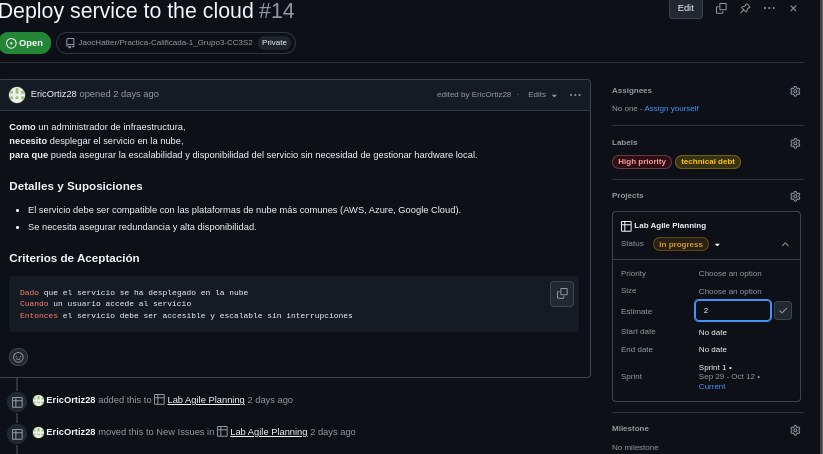 Deploy service to the cloud #14
Edit
Open
JaocHatter/Practica-Calificada-1_Grupo3-CC3S2 Private
EricOrtiz28 opened 2 days ago
edited by EricOrtiz28 · Edits
Como un administrador de infraestructura,
necesito desplegar el servicio en la nube,
para que pueda asegurar la escalabilidad y disponibilidad del servicio sin necesidad de gestionar hardware local.
Detalles y Suposiciones
• El servicio debe ser compatible con las plataformas de nube más comunes (AWS, Azure, Google Cloud).
• Se necesita asegurar redundancia y alta disponibilidad.
Criterios de Aceptación
Dado que el servicio se ha desplegado en la nube
Cuando un usuario accede al servicio
Entonces el servicio debe ser accesible y escalable sin interrupciones
EricOrtiz28 added this to Lab Agile Planning 2 days ago
EricOrtiz28 moved this to New Issues in Lab Agile Planning 2 days ago
Assignees
No one - Assign yourself
Labels
High priority technical debt
Projects
Lab Agile Planning
Status In progress
Priority Choose an option
Size Choose an option
Estimate 2
Start date No date
End date No date
Sprint Sprint 1 •
Sep 29 - Oct 12 •
Current
Milestone
No milestone